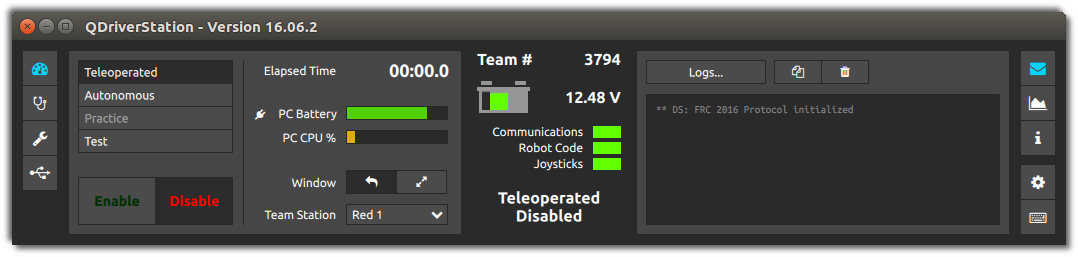 QDriverStation - Version 16.06.2
Teleoperated
Autonomous
Practice
Test
Enable
Disable
Elapsed Time
00:00.0
PC Battery
PC CPU %
Window
Team Station
Red 1
Team #
3794
12.48 V
Communications
Robot Code
Joysticks
Teleoperated
Disabled
Logs...
** DS: FRC 2016 Protocol initialized